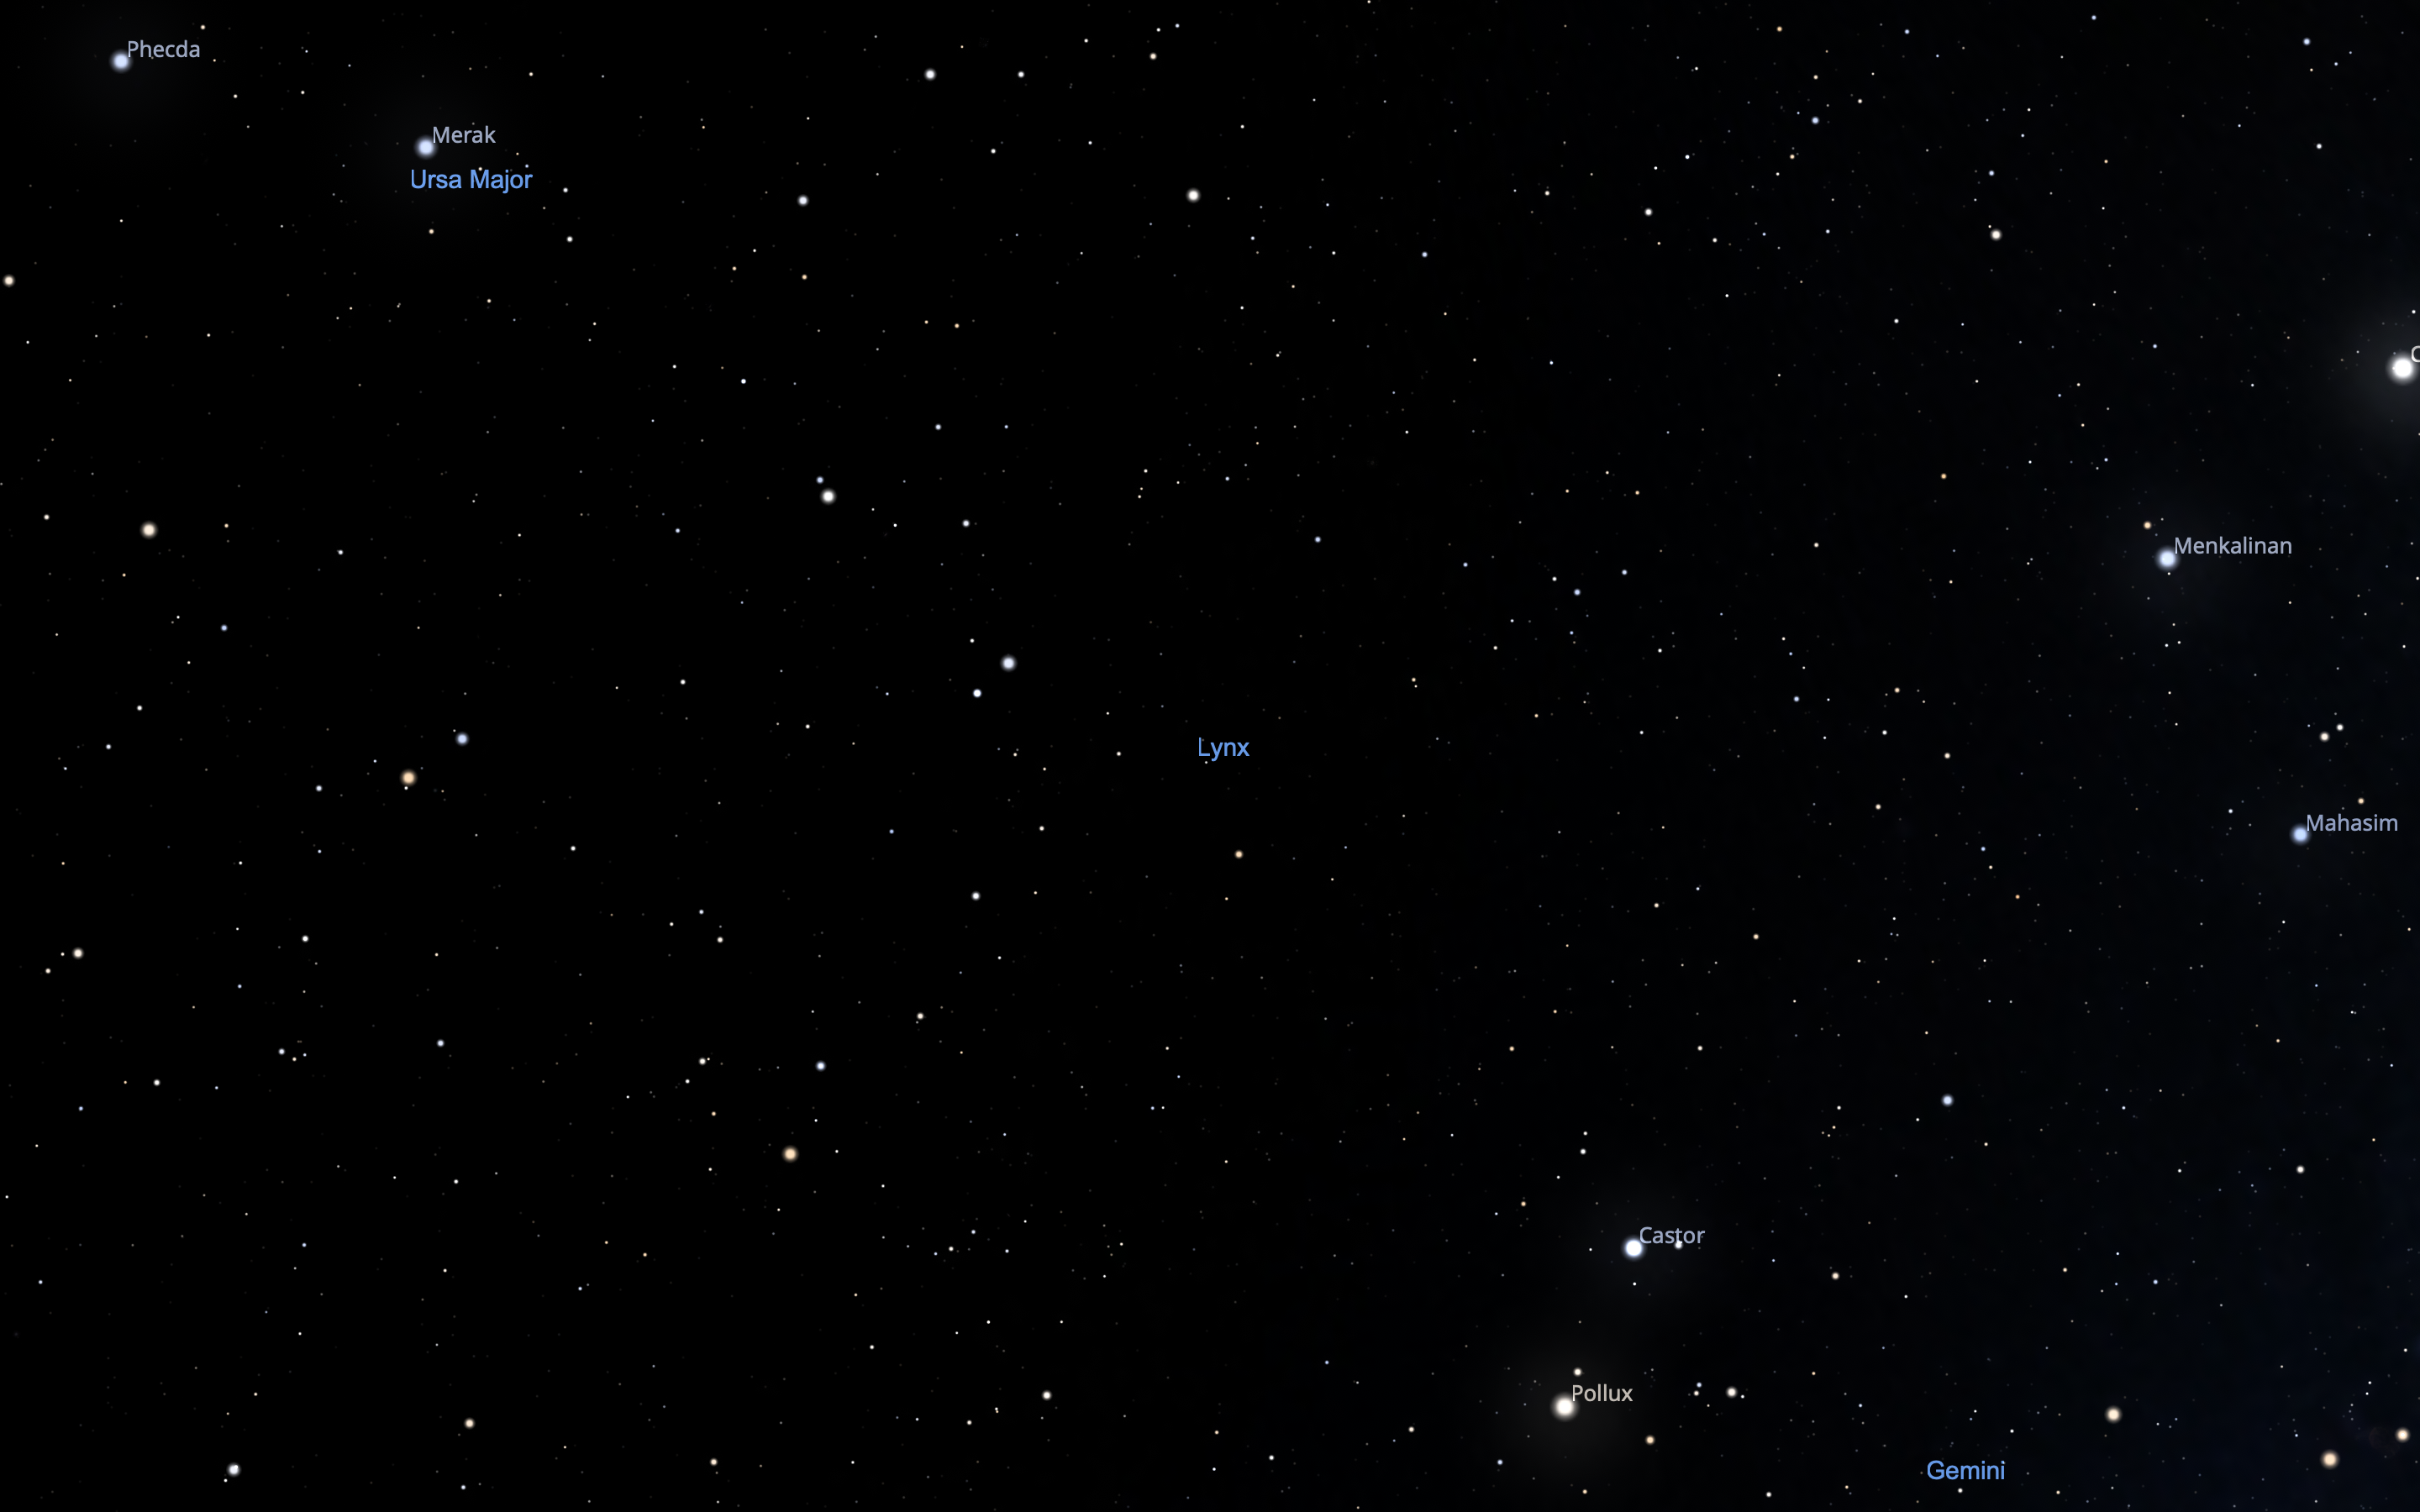 Phecda
Merak
Ursa Major
Menkalinan
Lynx
Mahasim
Castor
Pollux
Gemini